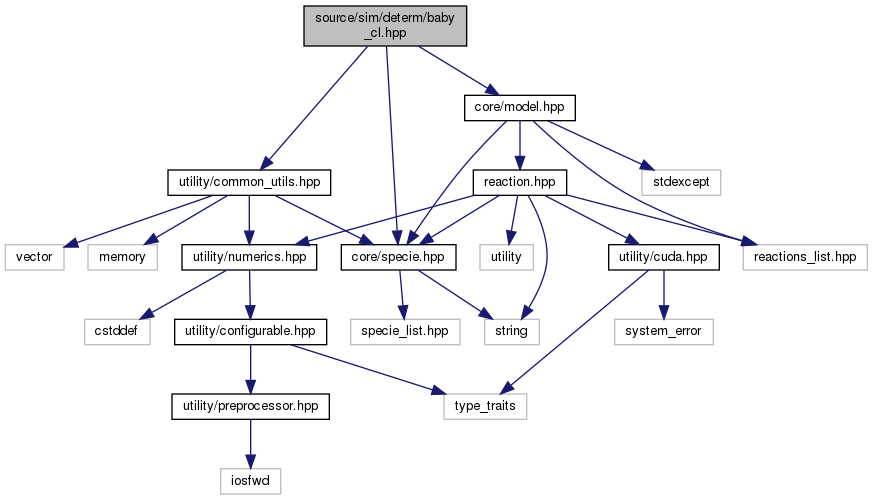 source/sim/determ/baby
_cl.hpp
core/model.hpp
utility/common_utils.hpp
reaction.hpp
stdexcept
vector
memory
utility/numerics.hpp
core/specie.hpp
utility
utility/cuda.hpp
reactions_list.hpp
cstddef
utility/configurable.hpp
specie_list.hpp
string
system_error
utility/preprocessor.hpp
type_traits
iosfwd